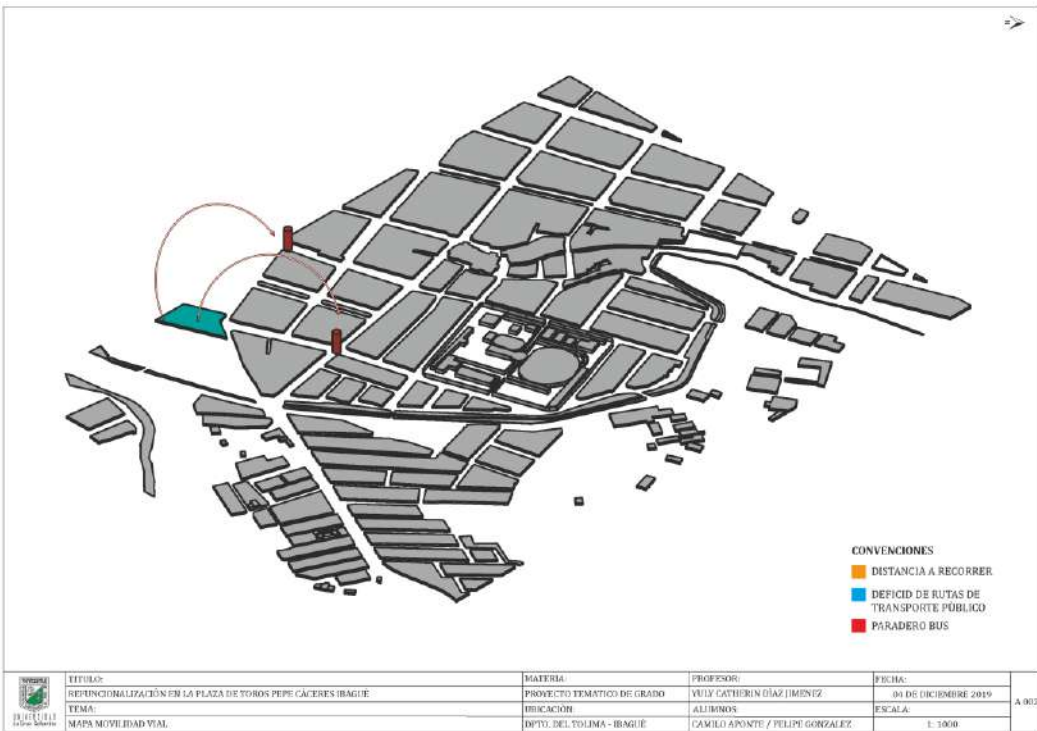 CONVENCIONES
DISTANCIA A RECORRER
DEFICID DE RUTAS DE
TRANSPORTE PÚBLICO
PARADERO BUS
TITULO:
REFUNCIONALIZACIÓN EN LA PLAZA DE TOROS PEPE CÁCERES IBAGUÉ
TEMA:
MAPA MOVILIDAD VIAL
MATERIA:
PROYECTO TEMATICO DE GRADO
UBICACIÓN:
DPTO. DEL TOLIMA - IBAGUÉ
PROFESOR:
YULY CATHERIN DÍAZ JIMENEZ
ALUMNOS:
CAMILO APONTE / FELIPE GONZALEZ
FECHA:
04 DE DICIEMBRE 2019
ESCALA:
1: 1000
UNIVERSIDAD